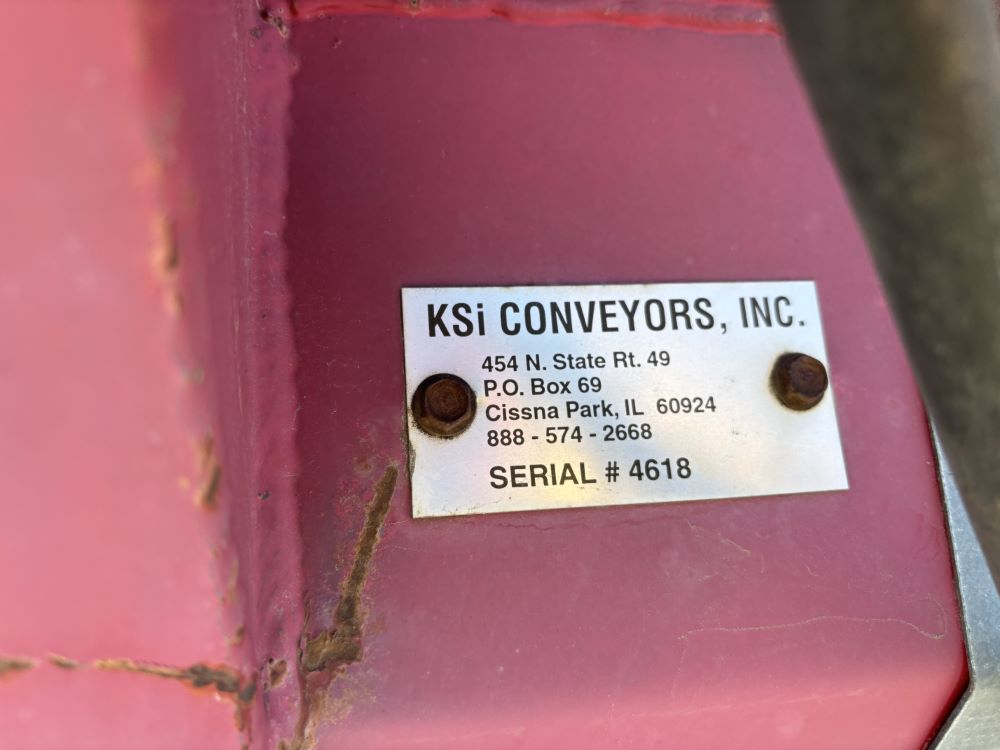 KSi CONVEYORS, INC.
454 N. State Rt. 49
P.O. Box 69
Cissna Park, IL 60924
888 - 574 - 2668
SERIAL # 4618